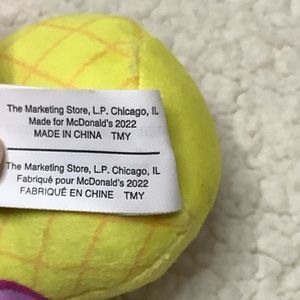 The Marketing Store, L.P. Chicago, IL
Made for McDonald's 2022
MADE IN CHINA TMY
The Marketing Store, L.P. Chicago, IL
Fabriqué pour McDonald's 2022
FABRIQUÉ EN CHINE TMY